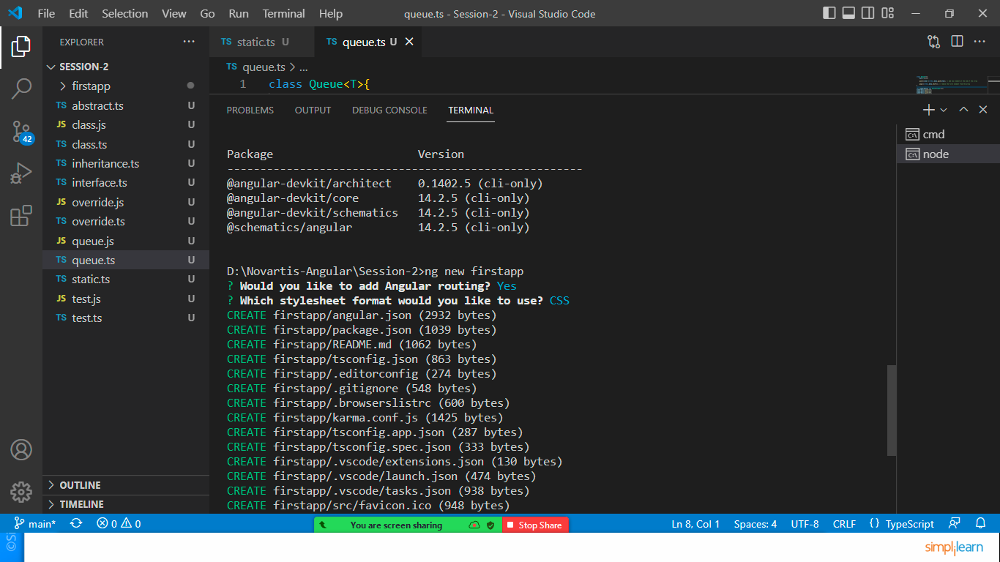 File Edit Selection View Go Run Terminal Help queue.ts - Session-2 - Visual Studio Code
EXPLORER
SESSION-2
firstapp
TS abstract.ts U
JS class.js U
TS class.ts U
TS inheritance.ts U
TS interface.ts U
JS override.js U
TS override.ts U
JS queue.js U
TS queue.ts U
TS static.ts U
JS test.js U
TS test.ts U
OUTLINE
TIMELINE
42
TS static.ts U
TS queue.ts U
TS queue.ts > ...
1 class Queue<T>{
PROBLEMS OUTPUT DEBUG CONSOLE TERMINAL
cmd
node
Package Version
------------------------------------------------------
@angular-devkit/architect 0.1402.5 (cli-only)
@angular-devkit/core 14.2.5 (cli-only)
@angular-devkit/schematics 14.2.5 (cli-only)
@schematics/angular 14.2.5 (cli-only)
D:\Novartis-Angular\Session-2>ng new firstapp
? Would you like to add Angular routing? Yes
? Which stylesheet format would you like to use? CSS
CREATE firstapp/angular.json (2932 bytes)
CREATE firstapp/package.json (1039 bytes)
CREATE firstapp/README.md (1062 bytes)
CREATE firstapp/tsconfig.json (863 bytes)
CREATE firstapp/.editorconfig (274 bytes)
CREATE firstapp/.gitignore (548 bytes)
CREATE firstapp/.browserslistrc (600 bytes)
CREATE firstapp/karma.conf.js (1425 bytes)
CREATE firstapp/tsconfig.app.json (287 bytes)
CREATE firstapp/tsconfig.spec.json (333 bytes)
CREATE firstapp/.vscode/extensions.json (130 bytes)
CREATE firstapp/.vscode/launch.json (474 bytes)
CREATE firstapp/.vscode/tasks.json (938 bytes)
CREATE firstapp/src/favicon.ico (948 bytes)
main* 0 0 You are screen sharing Stop Share Ln 8, Col 1 Spaces: 4 UTF-8 CRLF {} TypeScript
simplilearn